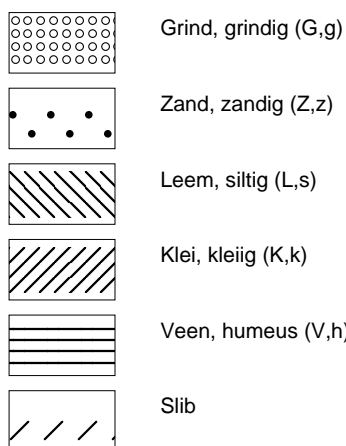 Grind, grindig (G,g)
Zand, zandig (Z,z)
Leem, siltig (L,s)
Klei, kleiig (K,k)
Veen, humeus (V,h)
Slib